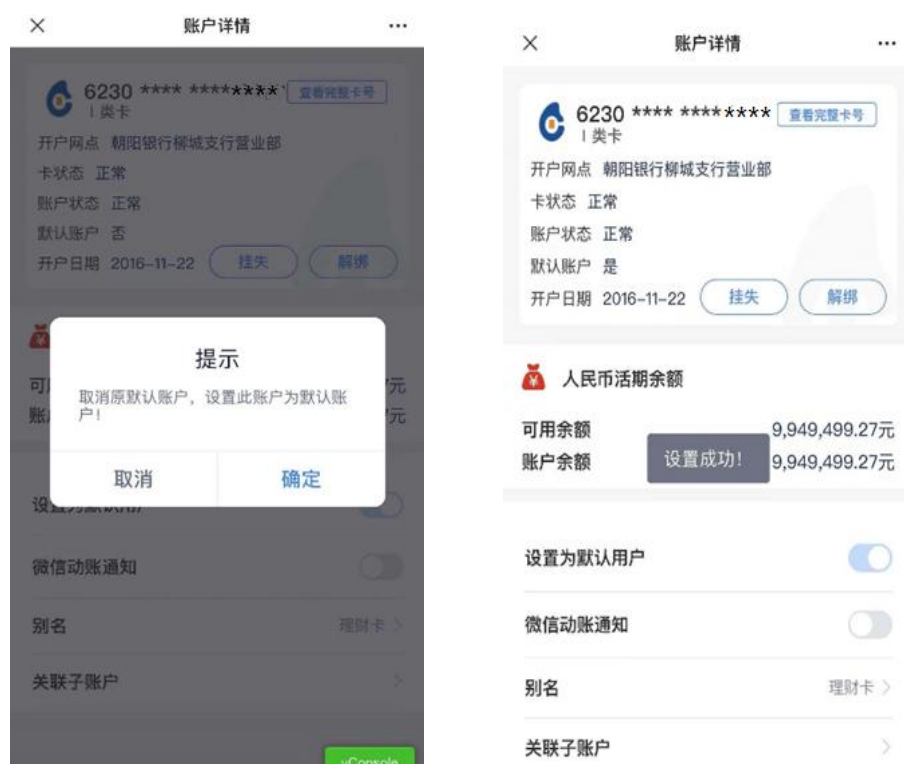 账户详情
6230 **** **** **** 查看完整卡号
I类卡
开户网点 朝阳银行柳城支行营业部
卡状态 正常
账户状态 正常
默认账户 否
开户日期 2016-11-22 挂失 解绑
提示
取消原默认账户，设置此账户为默认账户！
取消 确定
微信动账通知
别名 理财卡
关联子账户
vConsole
账户详情
6230 **** **** **** 查看完整卡号
I类卡
开户网点 朝阳银行柳城支行营业部
卡状态 正常
账户状态 正常
默认账户 是
开户日期 2016-11-22 挂失 解绑
人民币活期余额
可用余额 9,949,499.27元
账户余额 9,949,499.27元
设置成功！
设置为默认用户
微信动账通知
别名 理财卡
关联子账户